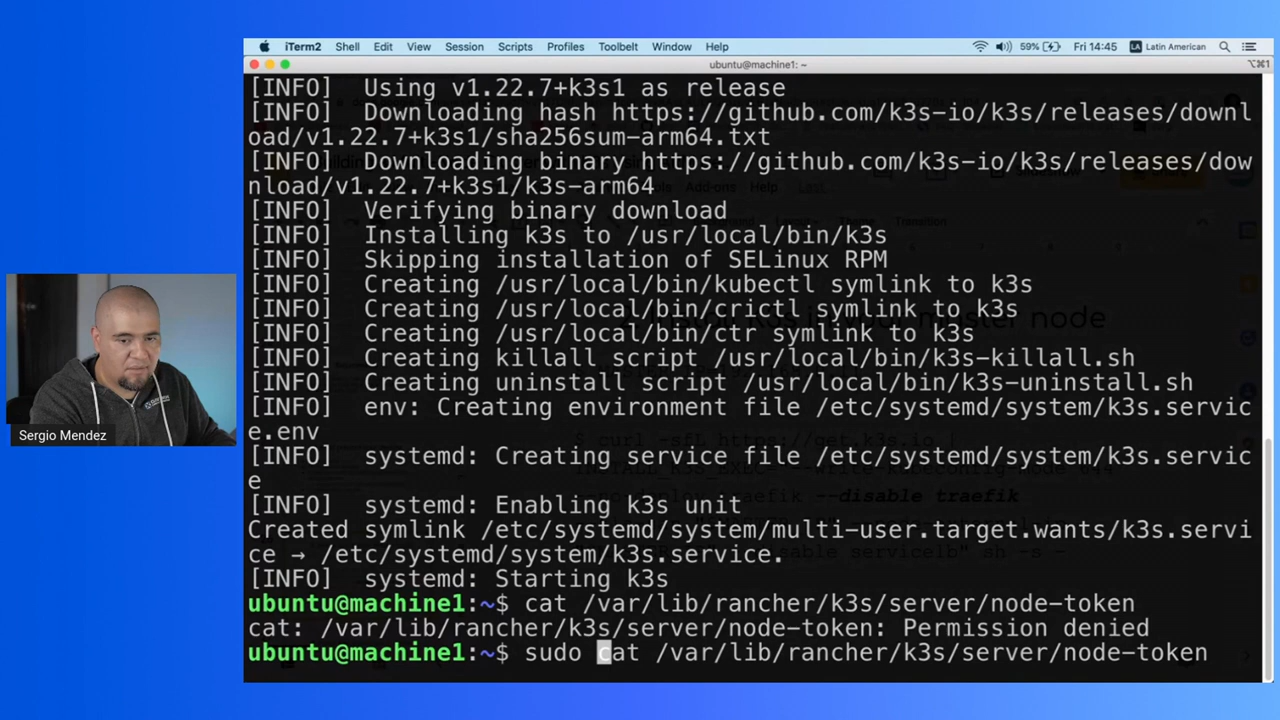 iTerm2 Shell Edit View Session Scripts Profiles Toolbelt Window Help 59% Fri 14:45 LA Latin American
ubuntu@machine1: ~ ⌥⌘1
[INFO]  Using v1.22.7+k3s1 as release
[INFO]  Downloading hash https://github.com/k3s-io/k3s/releases/downl
oad/v1.22.7+k3s1/sha256sum-arm64.txt
[INFO]  Downloading binary https://github.com/k3s-io/k3s/releases/dow
nload/v1.22.7+k3s1/k3s-arm64
[INFO]  Verifying binary download
[INFO]  Installing k3s to /usr/local/bin/k3s
[INFO]  Skipping installation of SELinux RPM
[INFO]  Creating /usr/local/bin/kubectl symlink to k3s
[INFO]  Creating /usr/local/bin/crictl symlink to k3s
[INFO]  Creating /usr/local/bin/ctr symlink to k3s
[INFO]  Creating killall script /usr/local/bin/k3s-killall.sh
[INFO]  Creating uninstall script /usr/local/bin/k3s-uninstall.sh
[INFO]  env: Creating environment file /etc/systemd/system/k3s.servic
e.env
[INFO]  systemd: Creating service file /etc/systemd/system/k3s.servic
e
[INFO]  systemd: Enabling k3s unit
Created symlink /etc/systemd/system/multi-user.target.wants/k3s.servi
ce → /etc/systemd/system/k3s.service.
[INFO]  systemd: Starting k3s
ubuntu@machine1:~$ cat /var/lib/rancher/k3s/server/node-token
cat: /var/lib/rancher/k3s/server/node-token: Permission denied
ubuntu@machine1:~$ sudo cat /var/lib/rancher/k3s/server/node-token
Sergio Mendez